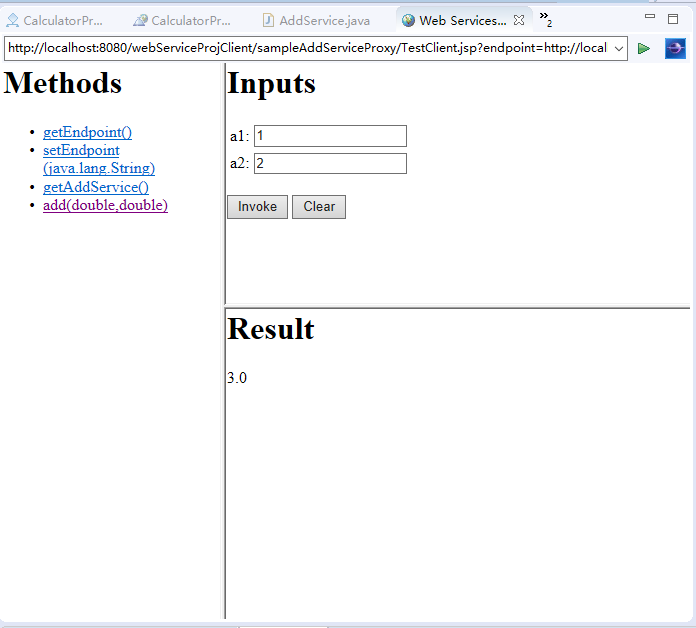 CalculatorPr... CalculatorPr... AddService.java Web Services... »2
http://localhost:8080/webServiceProjClient/sampleAddServiceProxy/TestClient.jsp?endpoint=http://local
Methods
• getEndpoint()
• setEndpoint
(java.lang.String)
• getAddService()
• add(double,double)
Inputs
a1: 1
a2: 2
Invoke Clear
Result
3.0